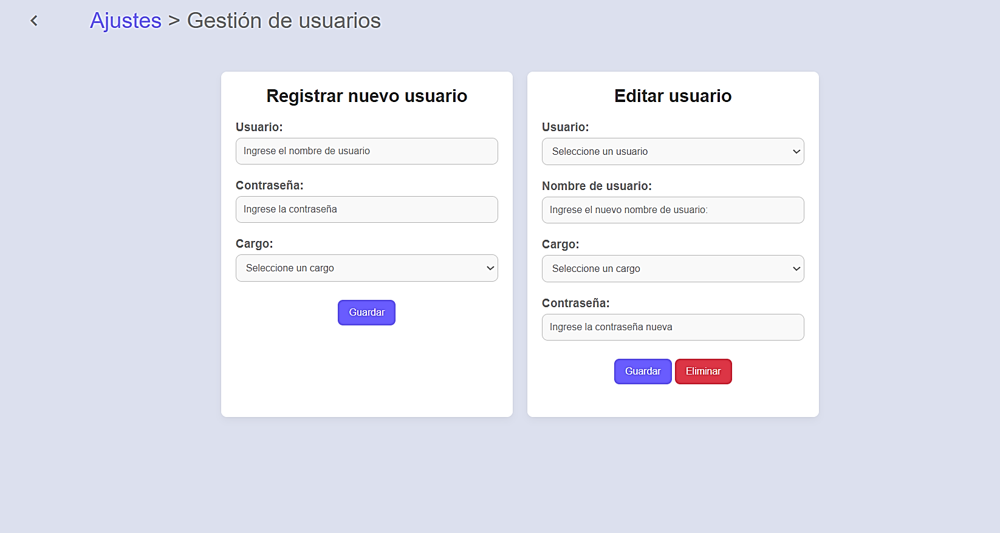 Ajustes > Gestión de usuarios
Registrar nuevo usuario
Usuario:
Ingrese el nombre de usuario
Contraseña:
Ingrese la contraseña
Cargo:
Seleccione un cargo
Guardar
Editar usuario
Usuario:
Seleccione un usuario
Nombre de usuario:
Ingrese el nuevo nombre de usuario:
Cargo:
Seleccione un cargo
Contraseña:
Ingrese la contraseña nueva
Guardar Eliminar